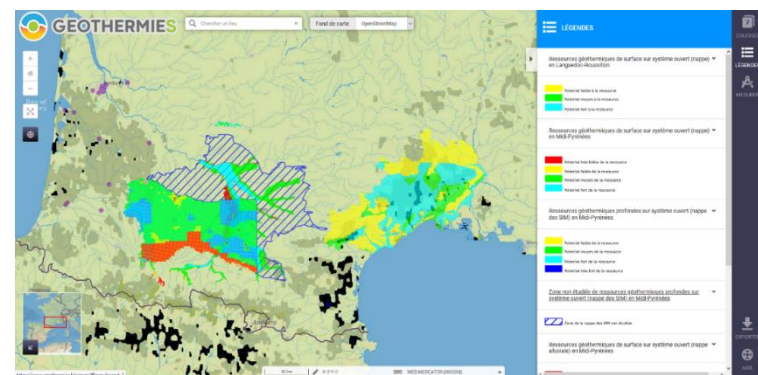 GEOTHERMIES
Chercher un lieu
Fond de carte
OpenStreetMap
LÉGENDES
Ressources géothermiques de surface sur système ouvert (nappe)
en Languedoc-Roussillon
Potentiel faible à la ressource
Potentiel moyen à la ressource
Potentiel fort à la ressource
Ressources géothermiques de surface sur système ouvert (nappe)
en Midi-Pyrénées
Potentiel très faible de la ressource
Potentiel faible de la ressource
Potentiel moyen de la ressource
Potentiel fort de la ressource
Ressources géothermiques profondes sur système ouvert (nappe
des SIM) en Midi-Pyrénées
Potentiel faible de la ressource
Potentiel moyen de la ressource
Potentiel fort de la ressource
Potentiel très fort de la ressource
Zone non étudiée de ressources géothermiques profondes sur
système ouvert (nappe des SIM) en Midi-Pyrénées
Zone de la nappe des SIM non étudiée
Ressources géothermiques de surface sur système ouvert (nappe
alluviale) en Midi-Pyrénées
COUCHES
LÉGENDES
MESURES
EXPORTER
AIDE
WEB MERCATOR